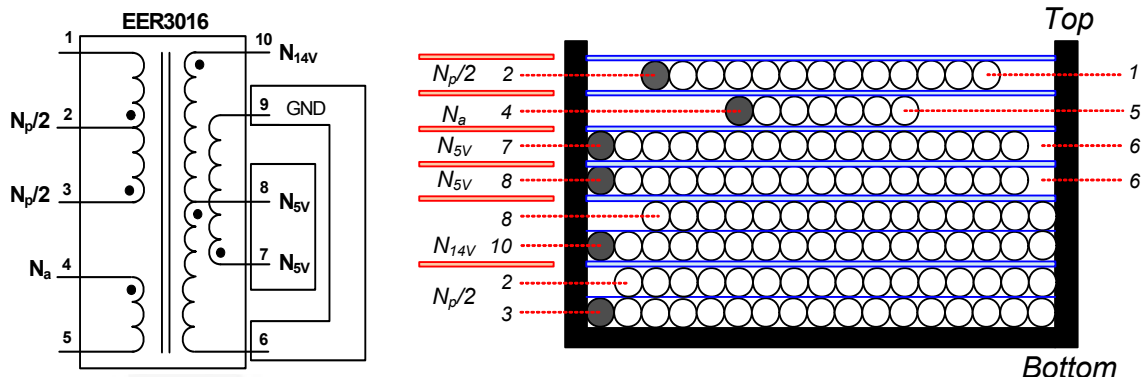 EER3016
1
10
N14V
2
Np/2
9
GND
3
Np/2
8
N5V
7
N5V
4
Na
5
6
Top
Np/2 2 1
Na 4 5
N5V 7 6
N5V 8 6
8
N14V 10
2
Np/2
3
Bottom